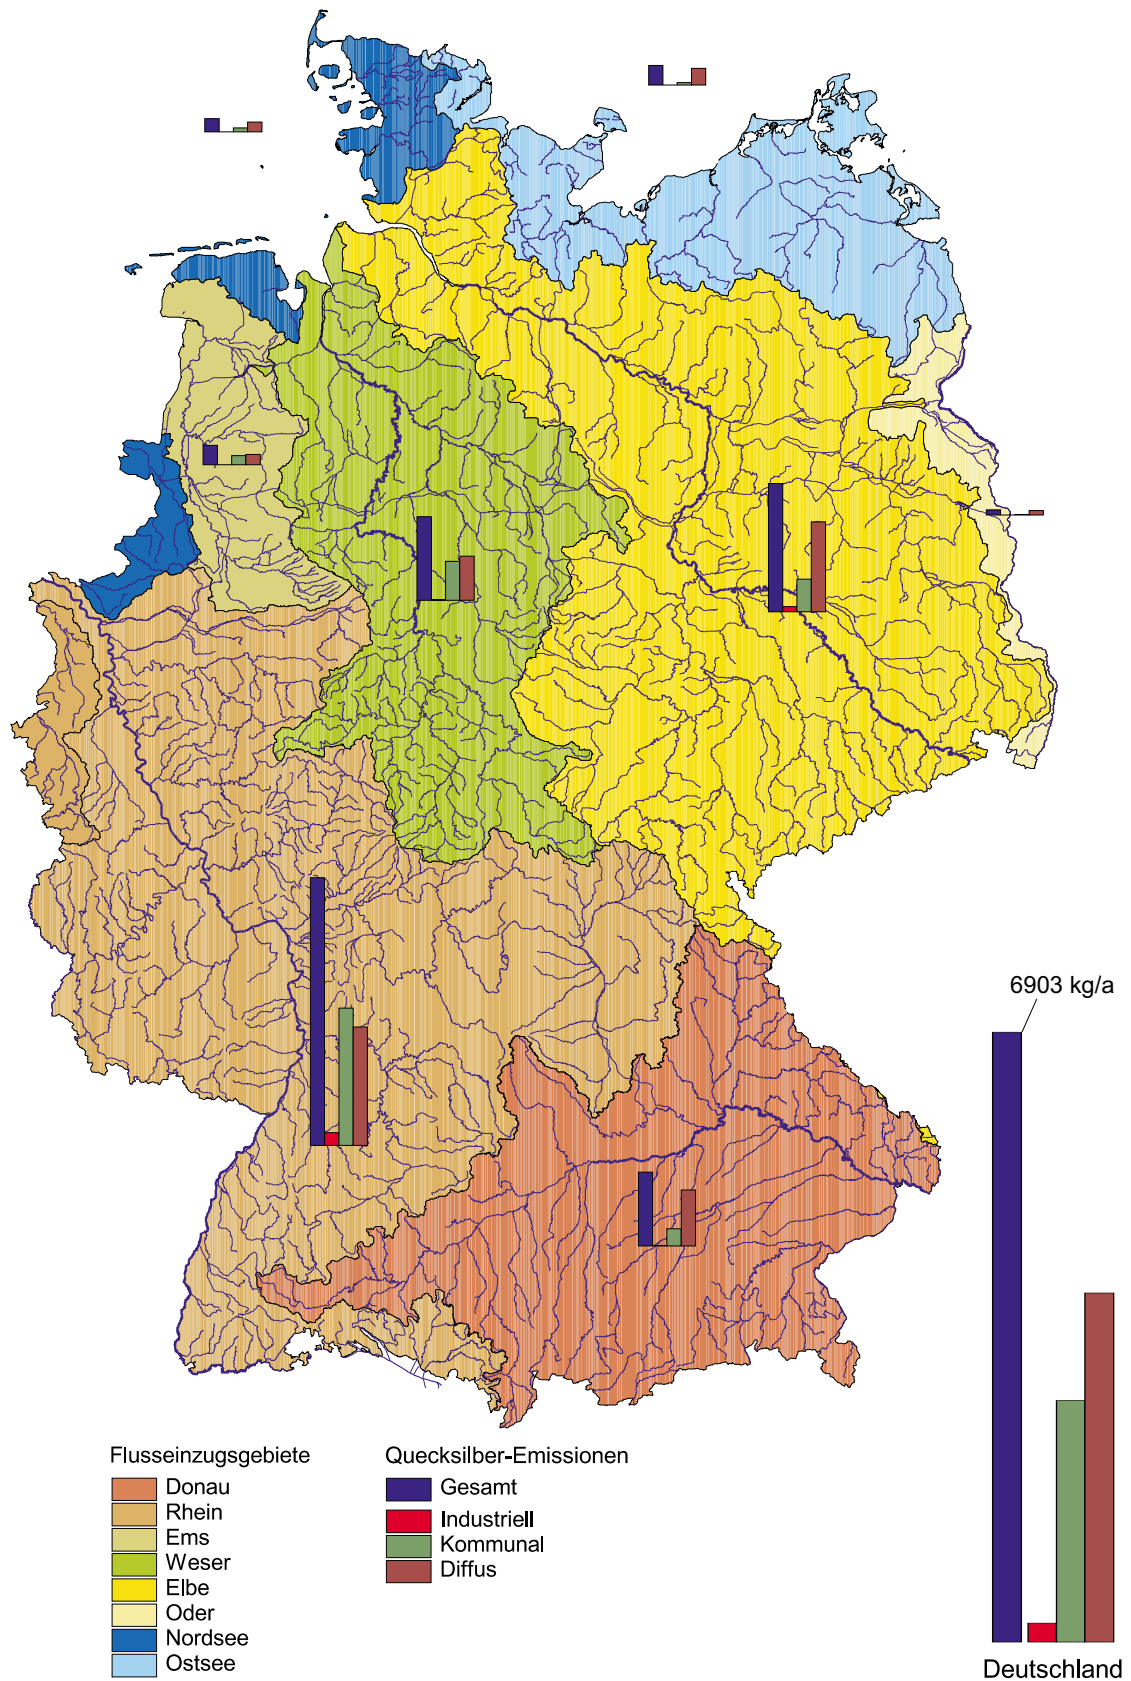 6903 kg/a
Deutschland
Flusseinzugsgebiete
Donau
Rhein
Ems
Weser
Elbe
Oder
Nordsee
Ostsee
Quecksilber-Emissionen
Gesamt
Industriell
Kommunal
Diffus